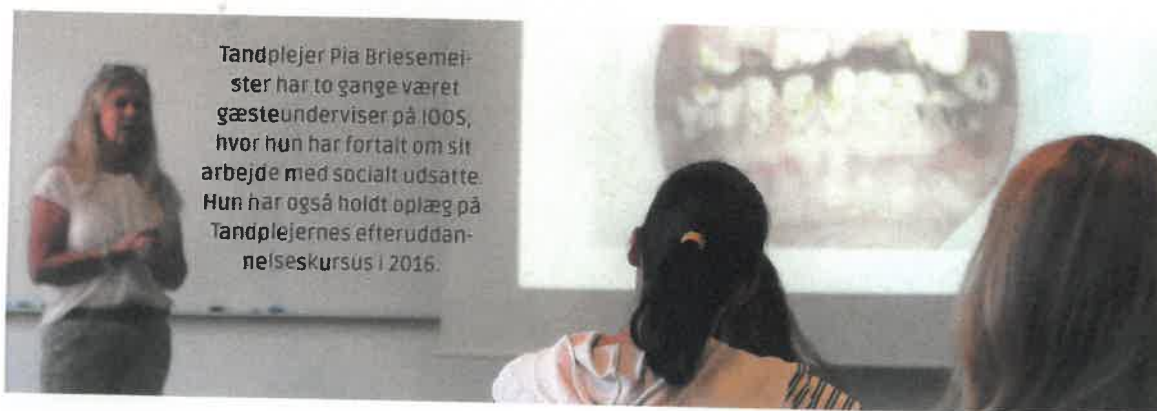 Tandplejer Pia Briesemei-
ster har to gange været
gæsteunderviser på IOOS,
hvor hun har fortalt om sit
arbejde med socialt udsatte.
Hun har også holdt oplæg på
Tandplejernes efteruddan-
nelseskursus i 2016.